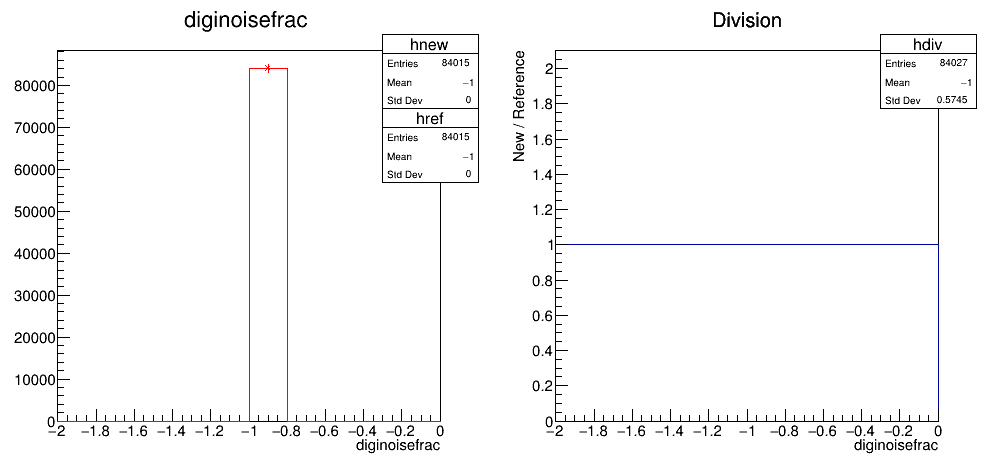 diginoisefrac
hnew
Entries 84015
Mean −1
Std Dev 0
href
Entries 84015
Mean −1
Std Dev 0
80000
70000
60000
50000
40000
30000
20000
10000
0
−2 −1.8 −1.6 −1.4 −1.2 −1 −0.8 −0.6 −0.4 −0.2 0
diginoisefrac
Division
hdiv
Entries 84027
Mean −1
Std Dev 0.5745
New / Reference
2
1.8
1.6
1.4
1.2
1
0.8
0.6
0.4
0.2
0
−2 −1.8 −1.6 −1.4 −1.2 −1 −0.8 −0.6 −0.4 −0.2 0
diginoisefrac